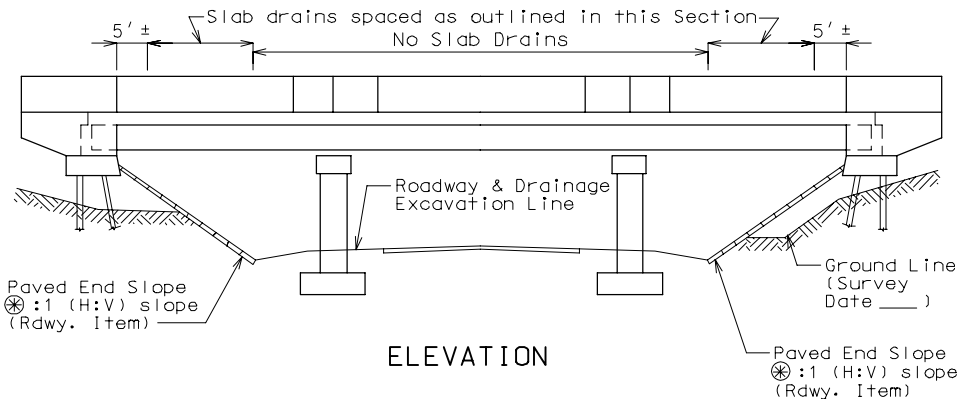 Slab drains spaced as outlined in this Section
5' ±
No Slab Drains
5' ±
Roadway & Drainage
Excavation Line
Paved End Slope
⊛ :1 (H:V) slope
(Rdwy. Item)
Ground Line
(Survey
Date ____ )
ELEVATION
Paved End Slope
⊛ :1 (H:V) slope
(Rdwy. Item)